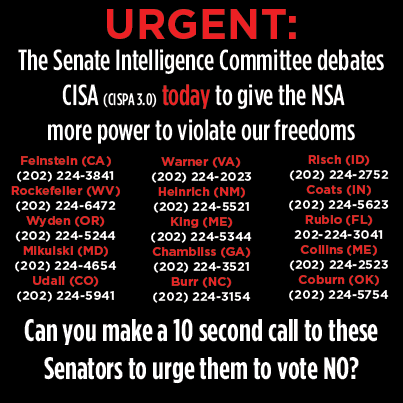 URGENT:
The Senate Intelligence Committee debates
CISA (CISPA 3.0) today to give the NSA
more power to violate our freedoms
Feinstein (CA)
(202) 224-3841
Rockefeller (WV)
(202) 224-6472
Wyden (OR)
(202) 224-5244
Mikulski (MD)
(202) 224-4654
Udall (CO)
(202) 224-5941
Warner (VA)
(202) 224-2023
Heinrich (NM)
(202) 224-5521
King (ME)
(202) 224-5344
Chambliss (GA)
(202) 224-3521
Burr (NC)
(202) 224-3154
Risch (ID)
(202) 224-2752
Coats (IN)
(202) 224-5623
Rubio (FL)
202-224-3041
Collins (ME)
(202) 224-2523
Coburn (OK)
(202) 224-5754
Can you make a 10 second call to these
Senators to urge them to vote NO?